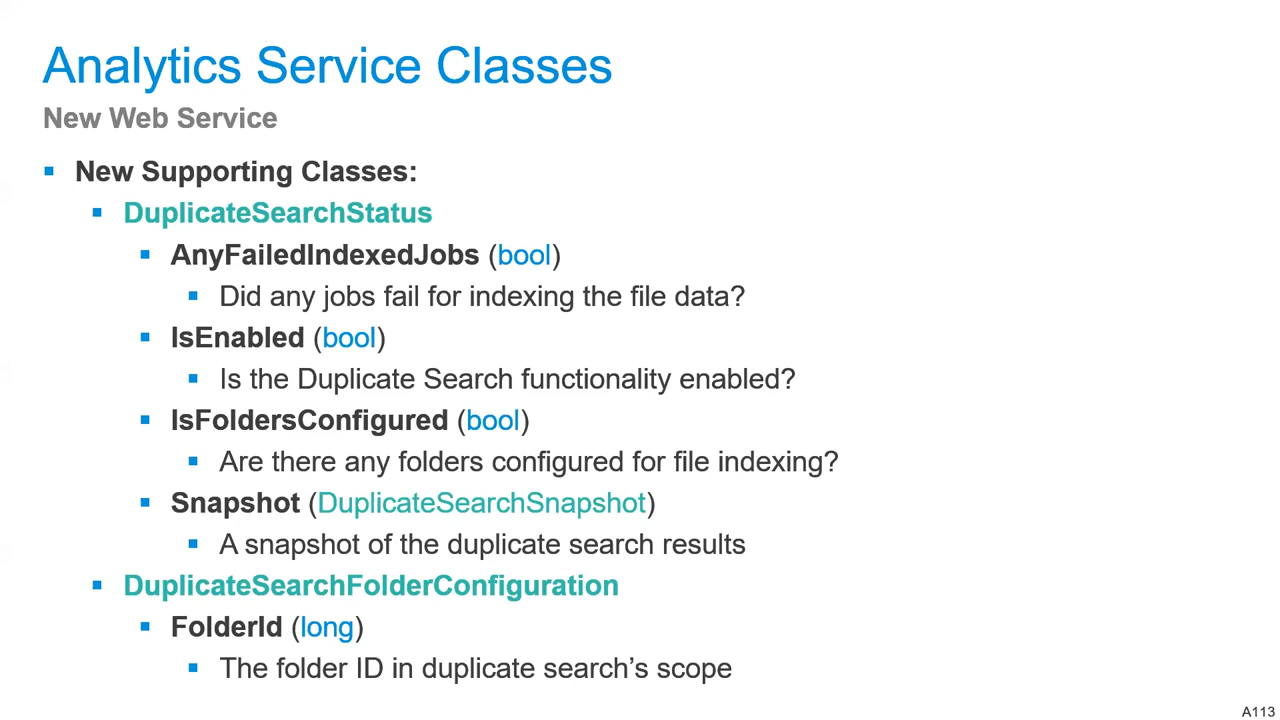 Analytics Service Classes
New Web Service
▪ New Supporting Classes:
▪ DuplicateSearchStatus
▪ AnyFailedIndexedJobs (bool)
▪ Did any jobs fail for indexing the file data?
▪ IsEnabled (bool)
▪ Is the Duplicate Search functionality enabled?
▪ IsFoldersConfigured (bool)
▪ Are there any folders configured for file indexing?
▪ Snapshot (DuplicateSearchSnapshot)
▪ A snapshot of the duplicate search results
▪ DuplicateSearchFolderConfiguration
▪ FolderId (long)
▪ The folder ID in duplicate search’s scope
A113